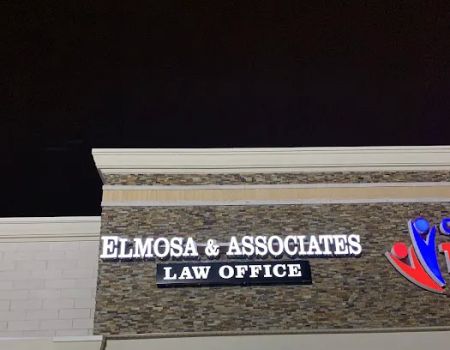 ELMOSA & ASSOCIATES
LAW OFFICE